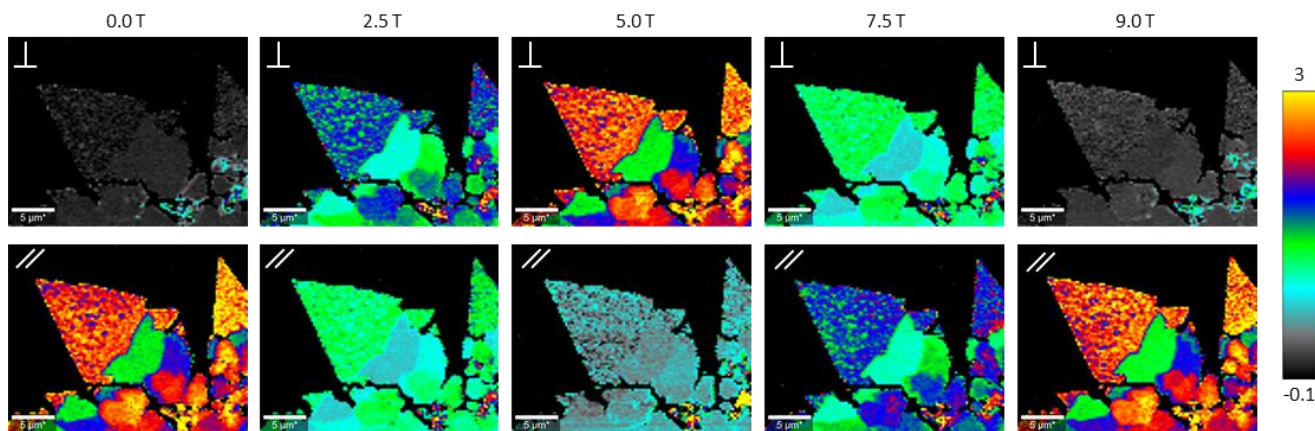 0.0 T 2.5 T 5.0 T 7.5 T 9.0 T
⊥ ⊥ ⊥ ⊥ ⊥
3
5 µm* 5 µm* 5 µm* 5 µm* 5 µm*
// // // // //
-0.1
5 µm* 5 µm* 5 µm* 5 µm* 5 µm*